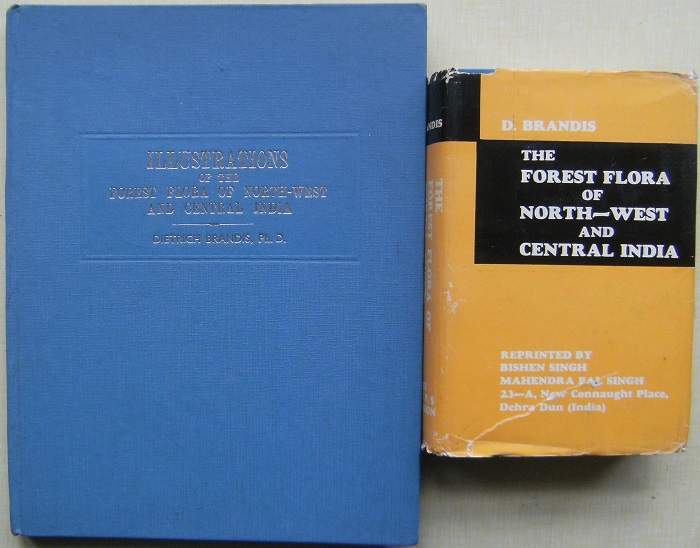 ILLUSTRATIONS
OF THE
FOREST FLORA OF NORTH-WEST
AND CENTRAL INDIA
DIETRICH BRANDIS, Ph. D.
D. BRANDIS
THE
FOREST FLORA
OF
NORTH—WEST
AND
CENTRAL INDIA
REPRINTED BY
BISHEN SINGH
MAHENDRA PAL SINGH
23—A, New Connaught Place,
Dehra Dun (India)
NDIS
THE
FOREST FLORA OF